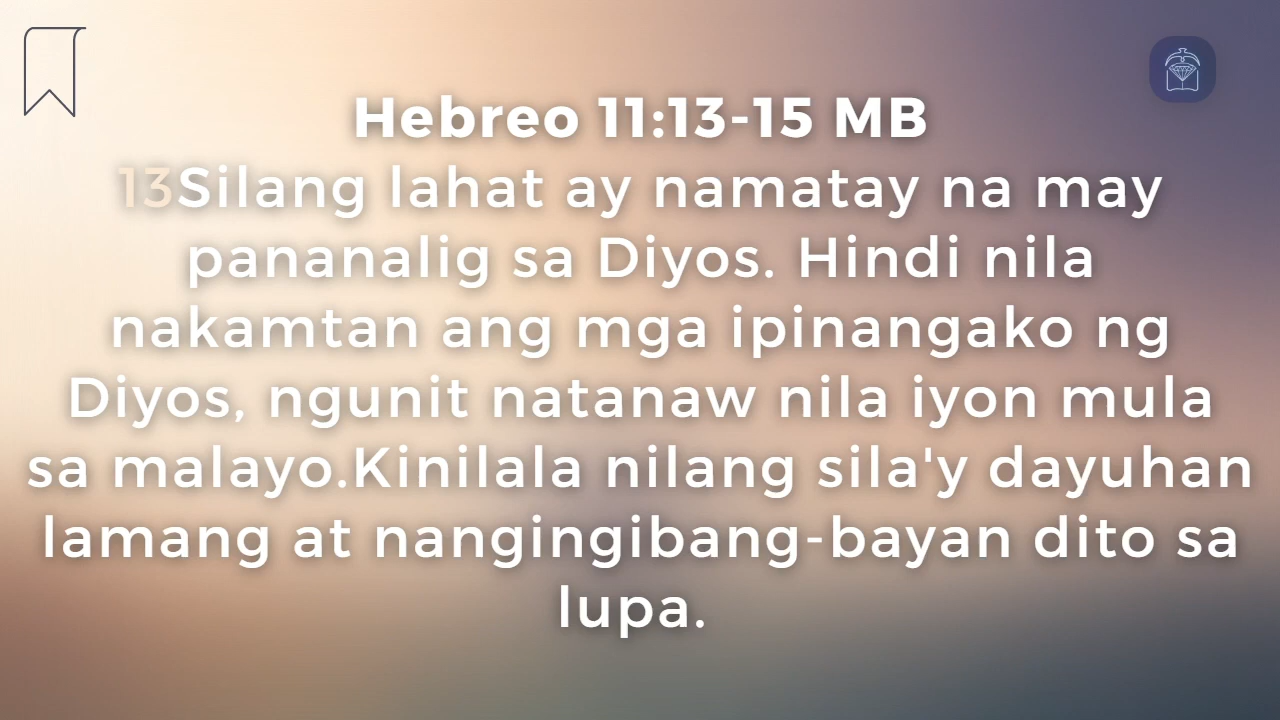 Hebreo 11:13-15 MB
13Silang lahat ay namatay na may
pananalig sa Diyos. Hindi nila
nakamtan ang mga ipinangako ng
Diyos, ngunit natanaw nila iyon mula
sa malayo.Kinilala nilang sila'y dayuhan
lamang at nangingibang-bayan dito sa
lupa.